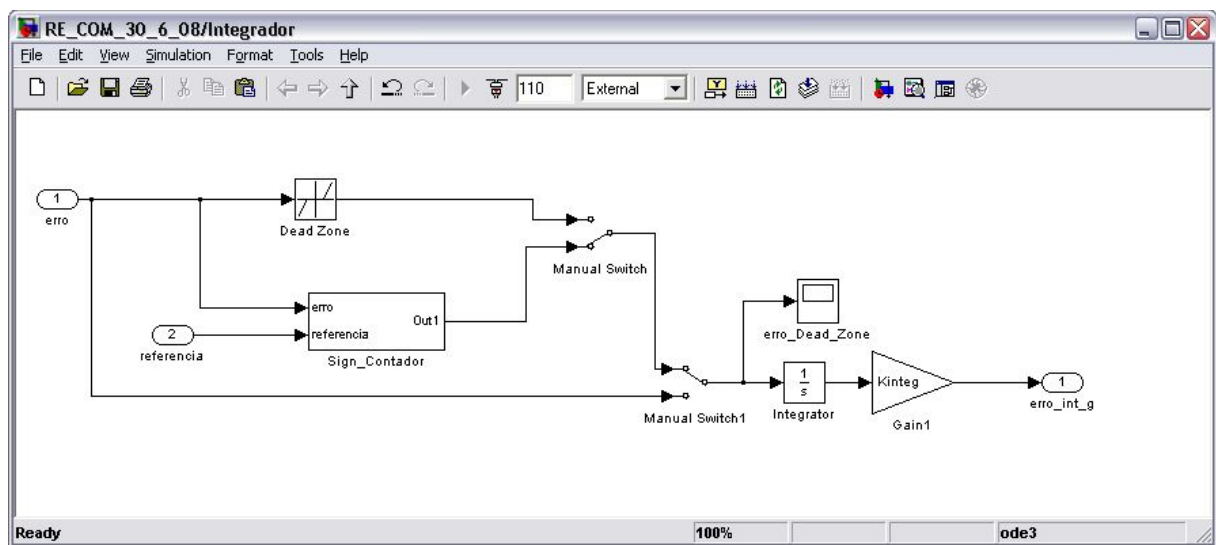 RE_COM_30_6_08/Integrador
File Edit View Simulation Format Tools Help
110 External
1
erro
Dead Zone
Manual Switch
erro
Out1
referencia
2
referencia
Sign_Contador
erro_Dead_Zone
Manual Switch1
1
s
Integrator
Kinteg
Gain1
1
erro_int_g
Ready 100% ode3